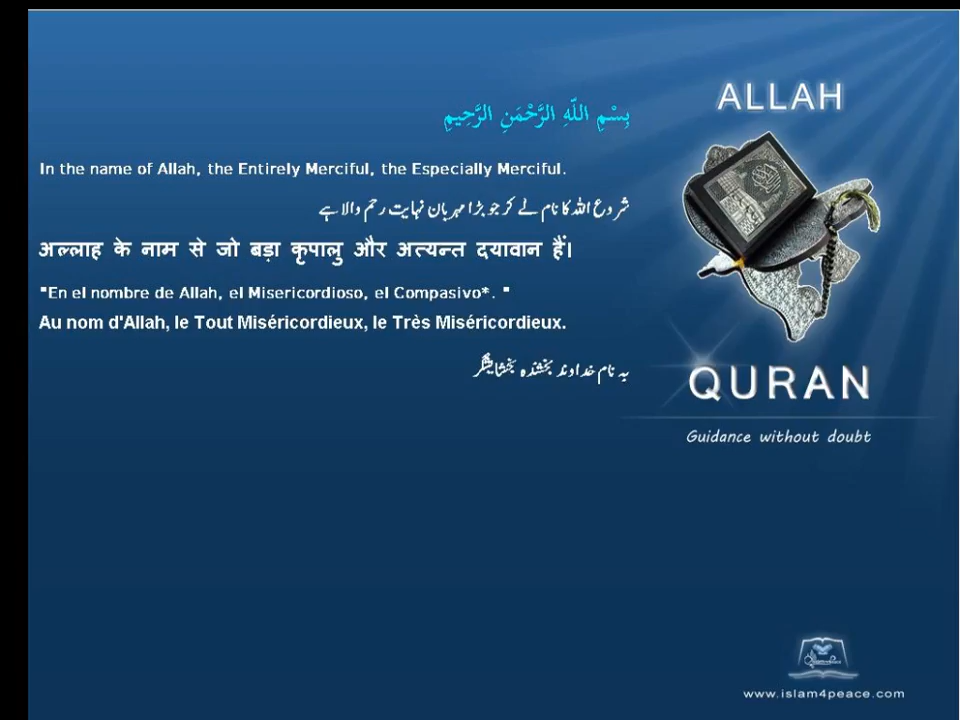 بِسْمِ اللَّهِ الرَّحْمَنِ الرَّحِيمِ
In the name of Allah, the Entirely Merciful, the Especially Merciful.
شروع الله کا نام لے کر جو بڑا مہربان نہایت رحم والا ہے
अल्लाह के नाम से जो बड़ा कृपालु और अत्यन्त दयावान हैं।
"En el nombre de Allah, el Misericordioso, el Compasivo*. "
Au nom d'Allah, le Tout Miséricordieux, le Très Miséricordieux.
به نام خداوند بخشنده بخشایشگر
ALLAH
QURAN
Guidance without doubt
www.islam4peace.com